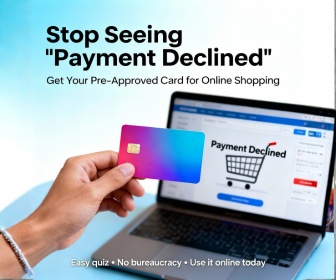 Stop Seeing
"Payment Declined"
Get Your Pre-Approved Card for Online Shopping
Payment Declined
Easy quiz • No bureaucracy • Use it online today